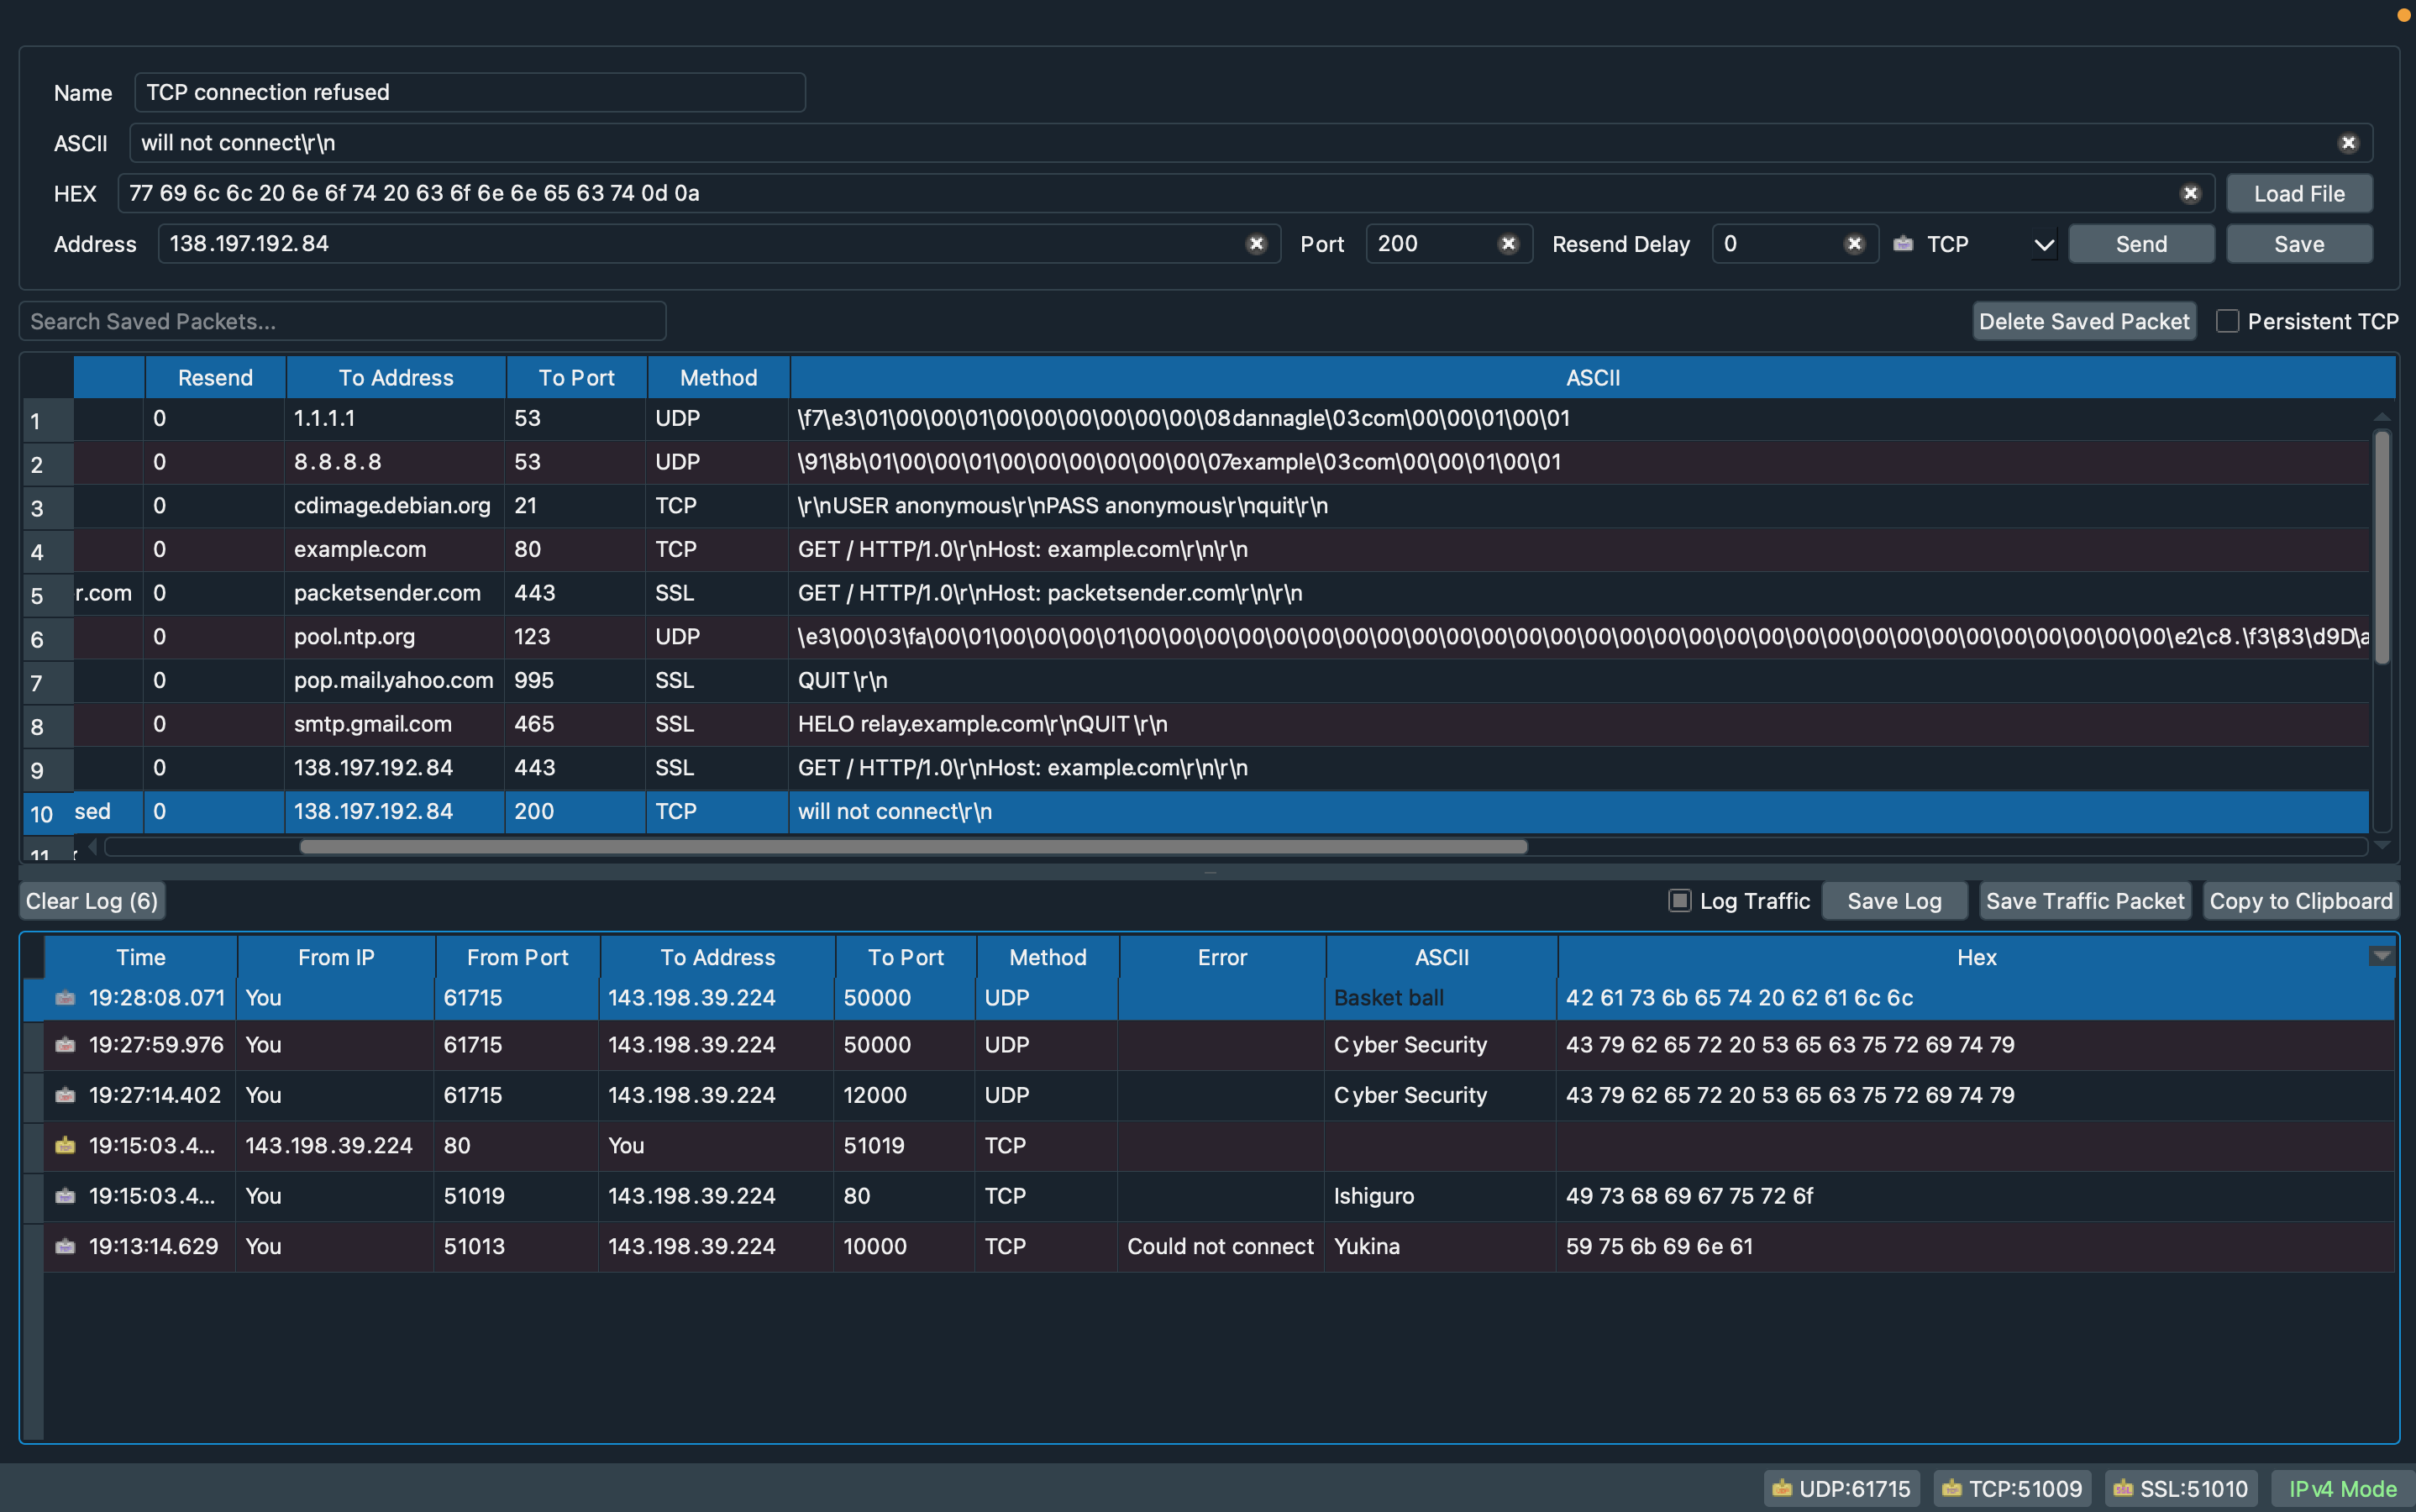 Name TCP connection refused
ASCII will not connect\r\n
HEX 77 69 6c 6c 20 6e 6f 74 20 63 6f 6e 6e 65 63 74 0d 0a Load File
Address 138.197.192.84 Port 200 Resend Delay 0 TCP Send Save
Search Saved Packets... Delete Saved Packet Persistent TCP
Resend To Address To Port Method ASCII
1 0 1.1.1.1 53 UDP \f7\e3\01\00\00\01\00\00\00\00\00\00\08dannagle\03com\00\00\01\00\01
2 0 8.8.8.8 53 UDP \91\8b\01\00\00\01\00\00\00\00\00\00\07example\03com\00\00\01\00\01
3 0 cdimage.debian.org 21 TCP \r\nUSER anonymous\r\nPASS anonymous\r\nquit\r\n
4 0 example.com 80 TCP GET / HTTP/1.0\r\nHost: example.com\r\n\r\n
5 r.com 0 packetsender.com 443 SSL GET / HTTP/1.0\r\nHost: packetsender.com\r\n\r\n
6 0 pool.ntp.org 123 UDP \e3\00\03\fa\00\01\00\00\00\01\00\00\00\00\00\00\00\00\00\00\00\00\00\00\00\00\00\00\00\00\00\00\00\00\00\00\00\00\00\00\e2\c8.\f3\83\d9D\a
7 0 pop.mail.yahoo.com 995 SSL QUIT\r\n
8 0 smtp.gmail.com 465 SSL HELO relay.example.com\r\nQUIT\r\n
9 0 138.197.192.84 443 SSL GET / HTTP/1.0\r\nHost: example.com\r\n\r\n
10 sed 0 138.197.192.84 200 TCP will not connect\r\n
11
Clear Log (6) Log Traffic Save Log Save Traffic Packet Copy to Clipboard
Time From IP From Port To Address To Port Method Error ASCII Hex
19:28:08.071 You 61715 143.198.39.224 50000 UDP Basket ball 42 61 73 6b 65 74 20 62 61 6c 6c
19:27:59.976 You 61715 143.198.39.224 50000 UDP Cyber Security 43 79 62 65 72 20 53 65 63 75 72 69 74 79
19:27:14.402 You 61715 143.198.39.224 12000 UDP Cyber Security 43 79 62 65 72 20 53 65 63 75 72 69 74 79
19:15:03.4... 143.198.39.224 80 You 51019 TCP
19:15:03.4... You 51019 143.198.39.224 80 TCP Ishiguro 49 73 68 69 67 75 72 6f
19:13:14.629 You 51013 143.198.39.224 10000 TCP Could not connect Yukina 59 75 6b 69 6e 61
UDP:61715 TCP:51009 SSL:51010 IPv4 Mode